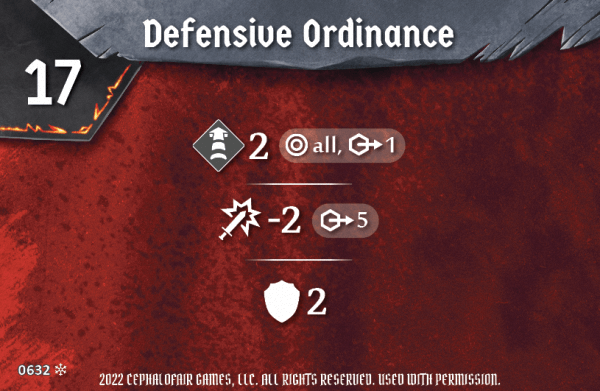 Defensive Ordinance
17
2 all, 1
-2 5
2
0632
2022 CEPHALOFAIR GAMES, LLC. ALL RIGHTS RESERVED. USED WITH PERMISSION.